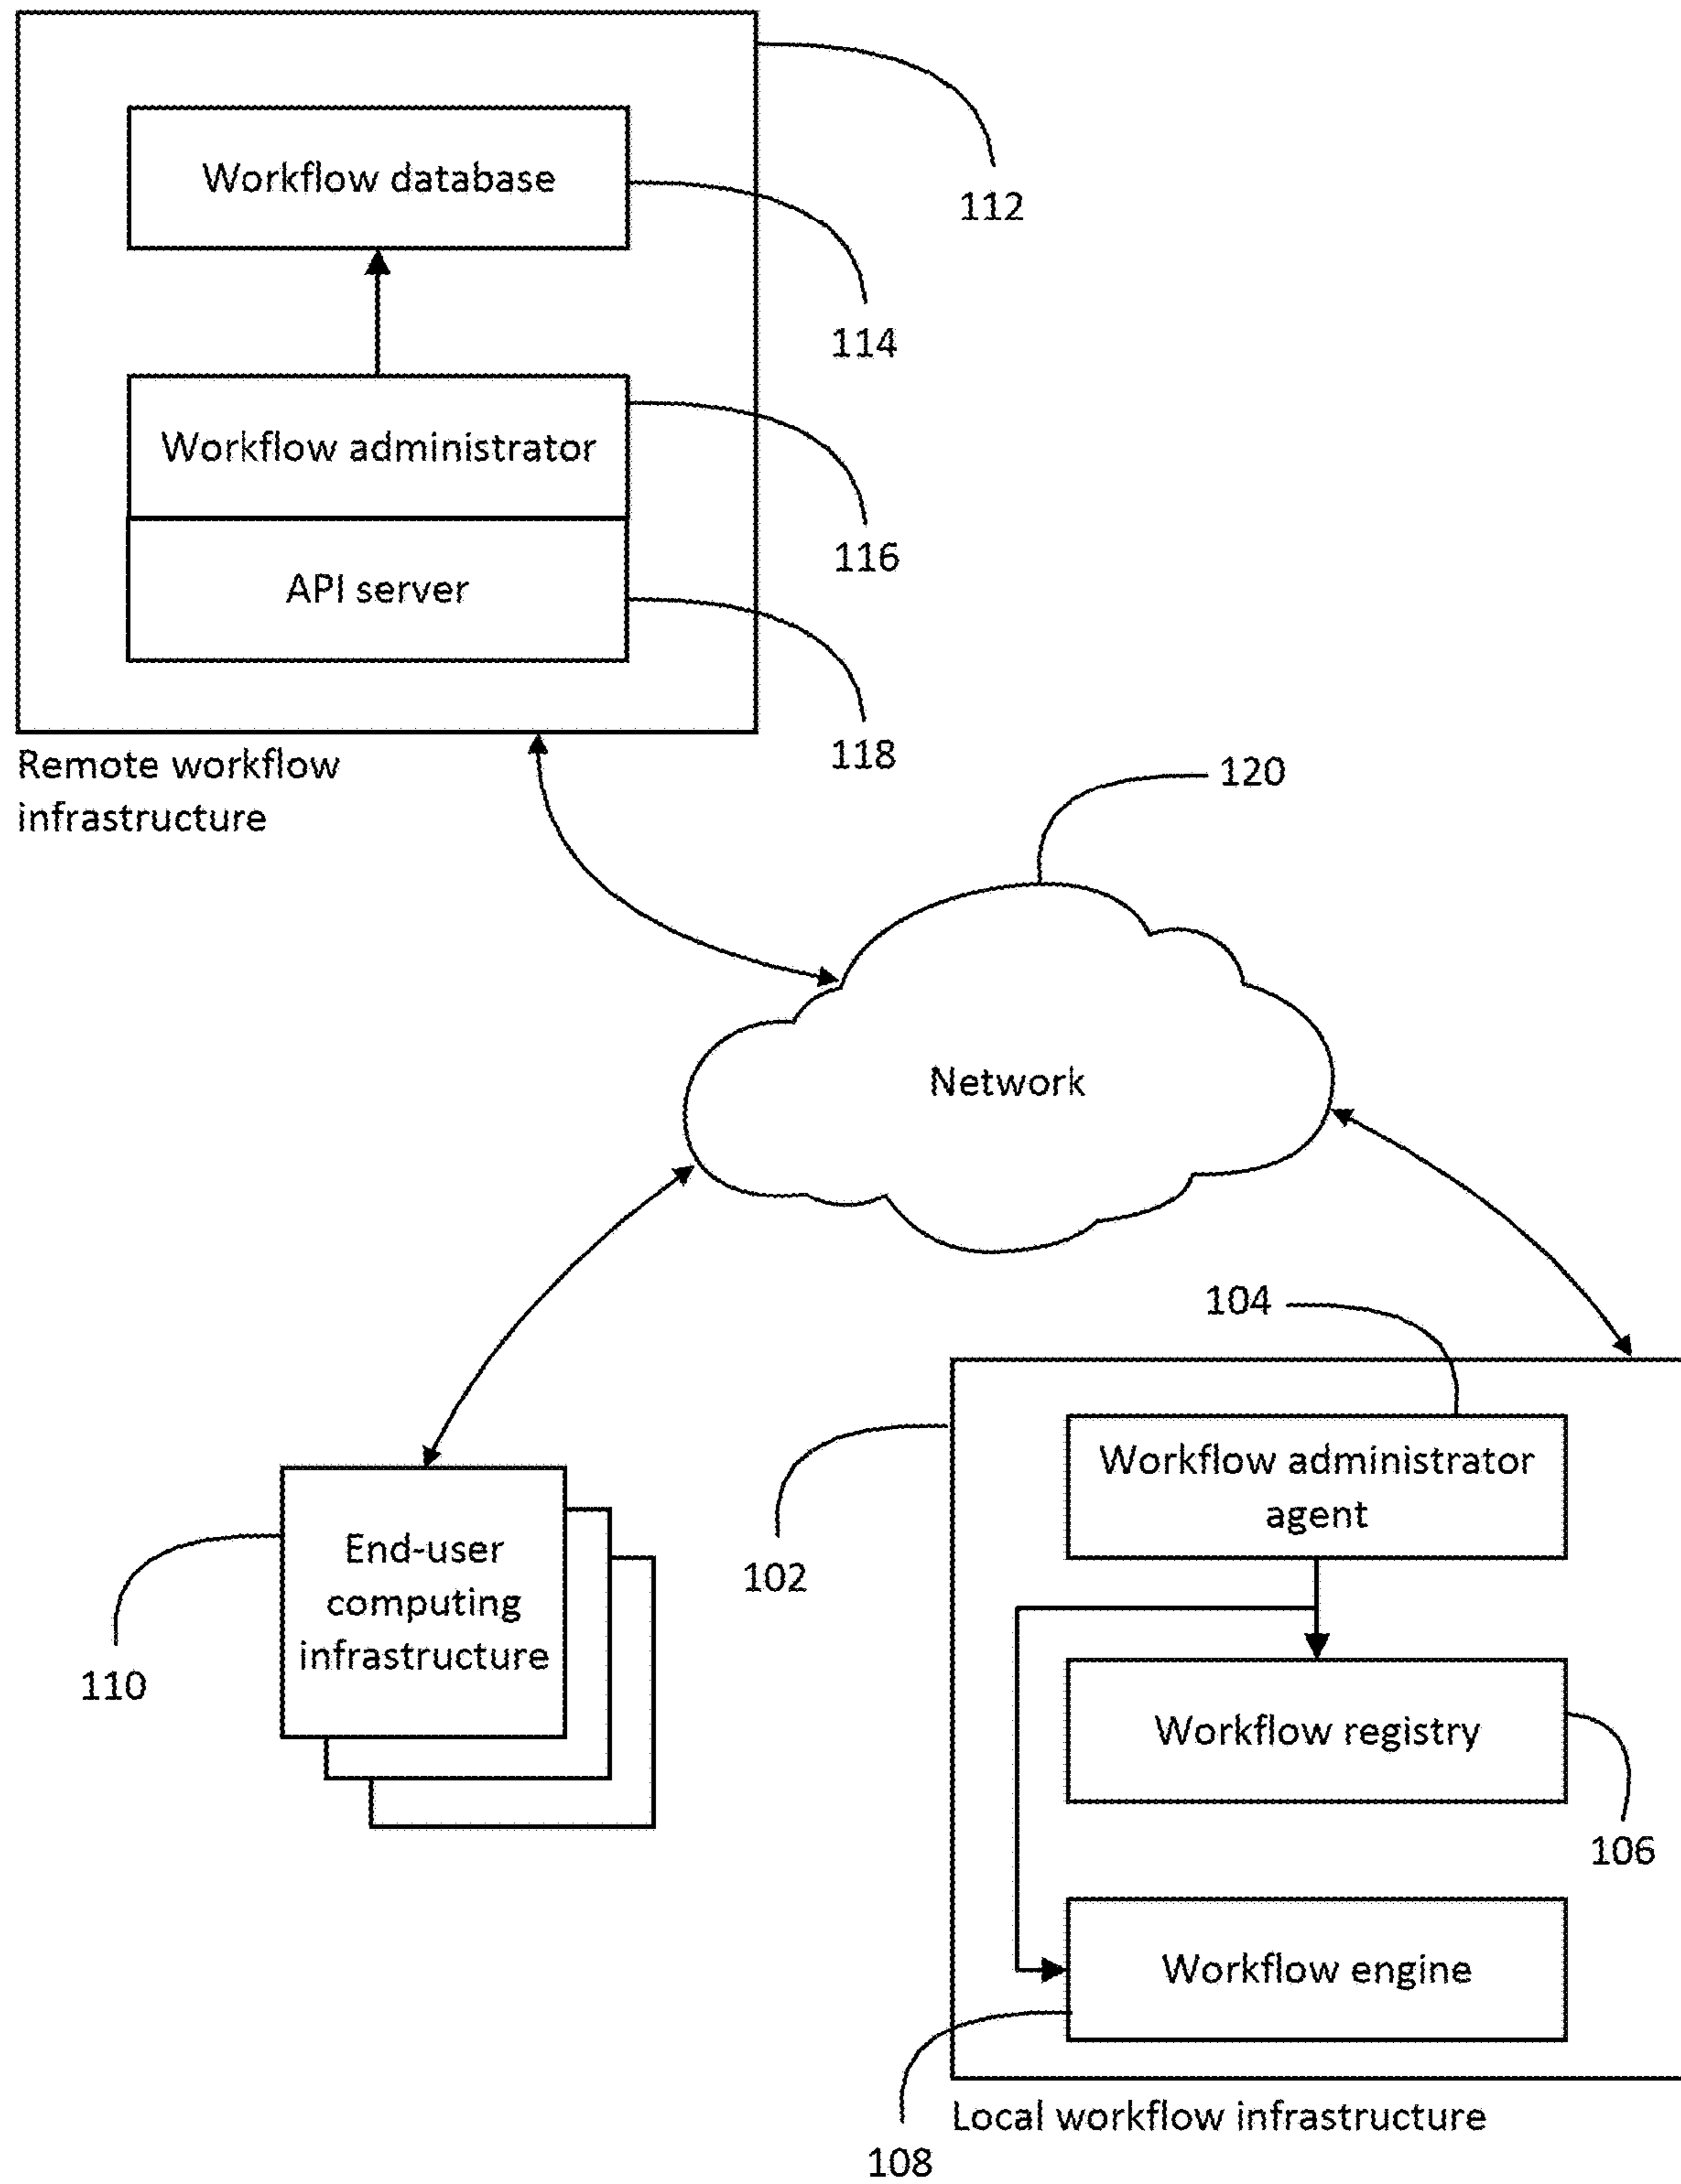 Workflow database
112
114
Workflow administrator
116
API server
118
Remote workflow
infrastructure
120
Network
104
Workflow administrator
agent
102
End-user
computing
infrastructure
110
Workflow registry
106
Workflow engine
Local workflow infrastructure
108